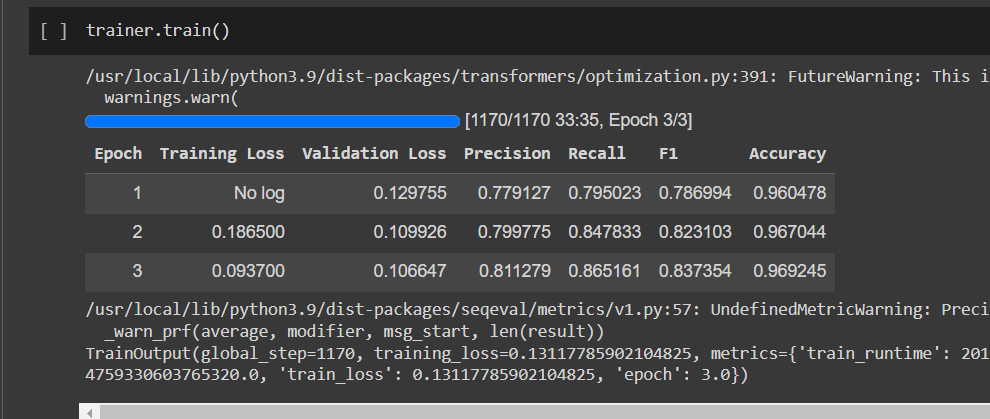 [ ] trainer.train()
/usr/local/lib/python3.9/dist-packages/transformers/optimization.py:391: FutureWarning: This i
warnings.warn(
[1170/1170 33:35, Epoch 3/3]
Epoch Training Loss Validation Loss Precision Recall F1 Accuracy
1 No log 0.129755 0.779127 0.795023 0.786994 0.960478
2 0.186500 0.109926 0.799775 0.847833 0.823103 0.967044
3 0.093700 0.106647 0.811279 0.865161 0.837354 0.969245
/usr/local/lib/python3.9/dist-packages/seqeval/metrics/v1.py:57: UndefinedMetricWarning: Preci
_warn_prf(average, modifier, msg_start, len(result))
TrainOutput(global_step=1170, training_loss=0.13117785902104825, metrics={'train_runtime': 201
4759330603765320.0, 'train_loss': 0.13117785902104825, 'epoch': 3.0})